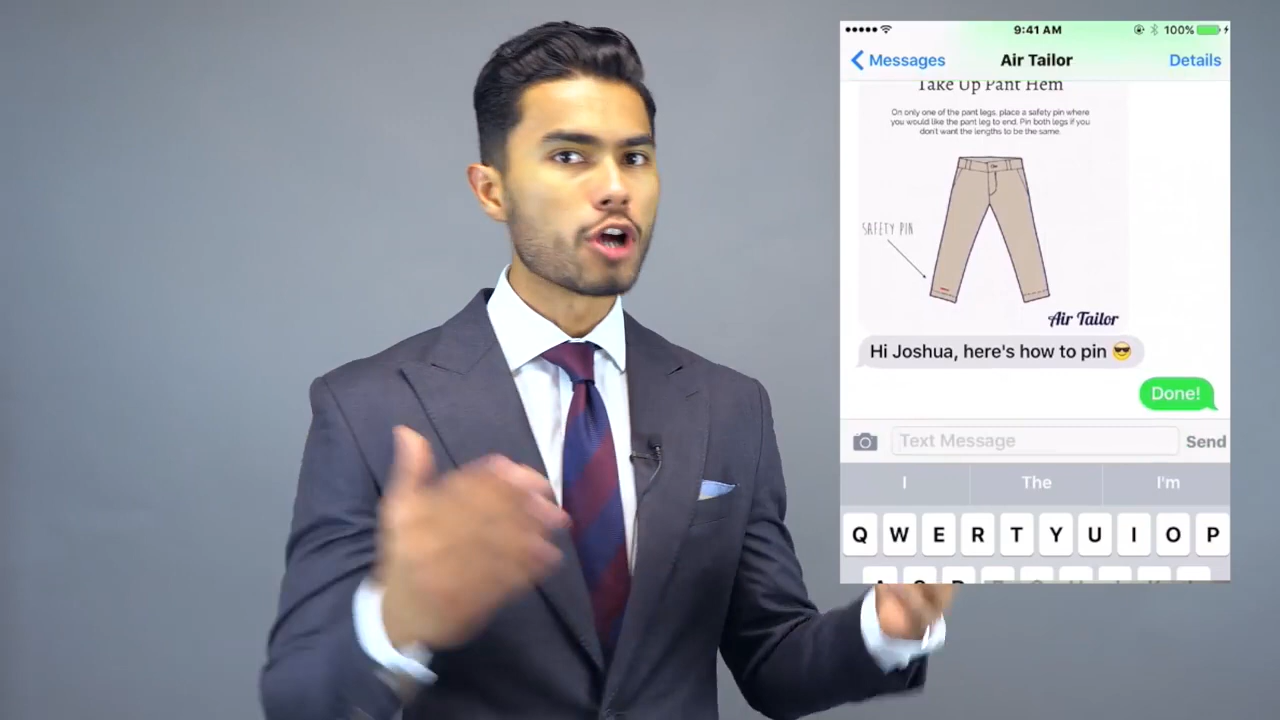 9:41 AM
100%
Messages
Air Tailor
Details
Take Up Pant Hem
On only one of the pant legs, place a safety pin where
you would like the pant leg to end. Pin both legs if you
don't want the lengths to be the same.
SAFETY PIN
Air Tailor
Hi Joshua, here's how to pin 😎
Done!
Text Message
Send
I
The
I'm
Q W E R T Y U I O P